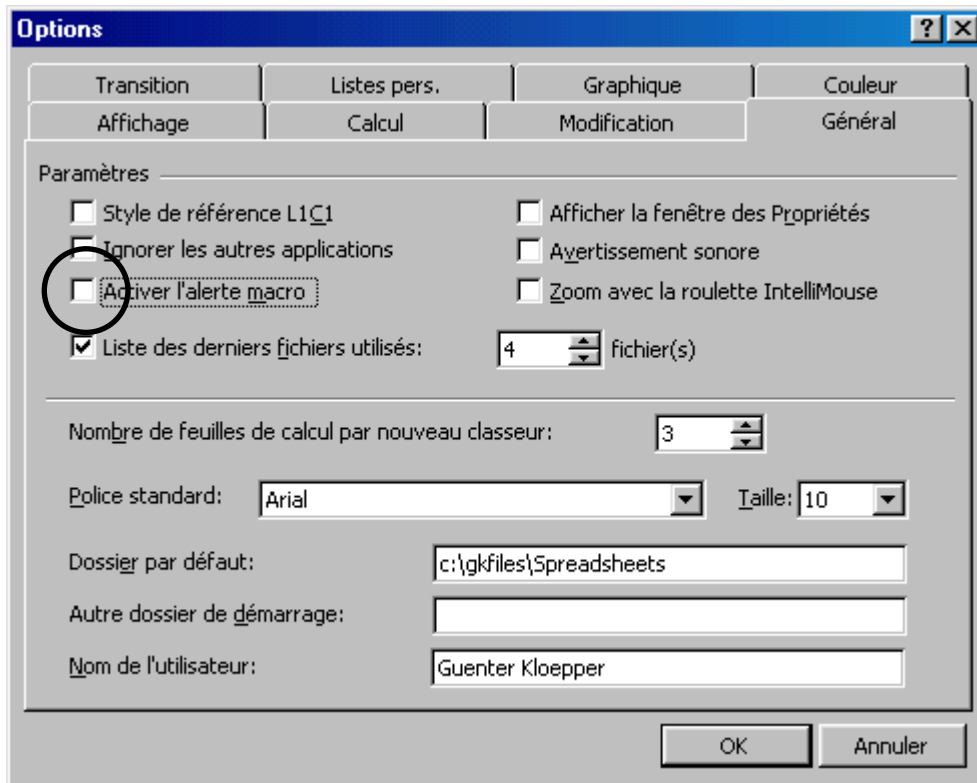 Options
Transition Listes pers. Graphique Couleur
Affichage Calcul Modification Général
Paramètres
Style de référence L1C1 Afficher la fenêtre des Propriétés
Ignorer les autres applications Avertissement sonore
Activer l'alerte macro Zoom avec la roulette IntelliMouse
Liste des derniers fichiers utilisés: 4 fichier(s)
Nombre de feuilles de calcul par nouveau classeur: 3
Police standard: Arial Taille: 10
Dossier par défaut: c:\gkfiles\Spreadsheets
Autre dossier de démarrage:
Nom de l'utilisateur: Guenter Kloepper
OK Annuler